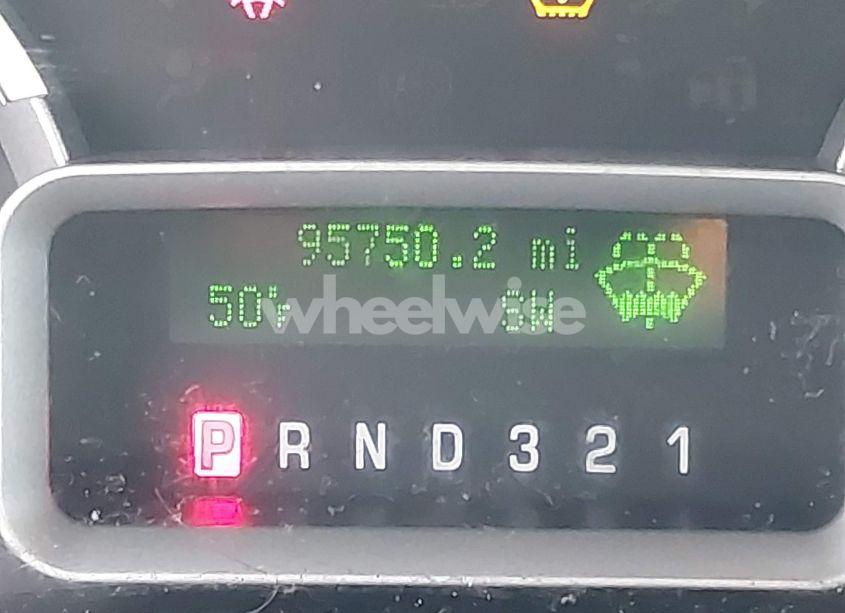 95750.2 mi
50°F SW
wheelwise
P R N D 3 2 1